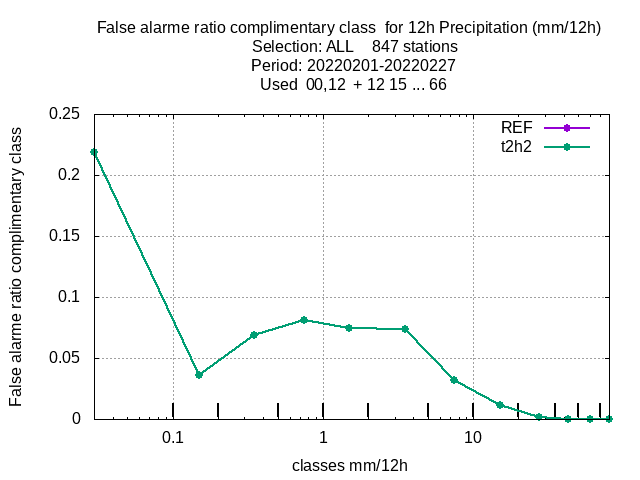 False alarme ratio complimentary class  for 12h Precipitation (mm/12h)
Selection: ALL    847 stations
Period: 20220201-20220227
Used  00,12  + 12 15 ... 66
REF
t2h2
False alarme ratio complimentary class
0.25
0.2
0.15
0.1
0.05
0
0.1
1
10
classes mm/12h